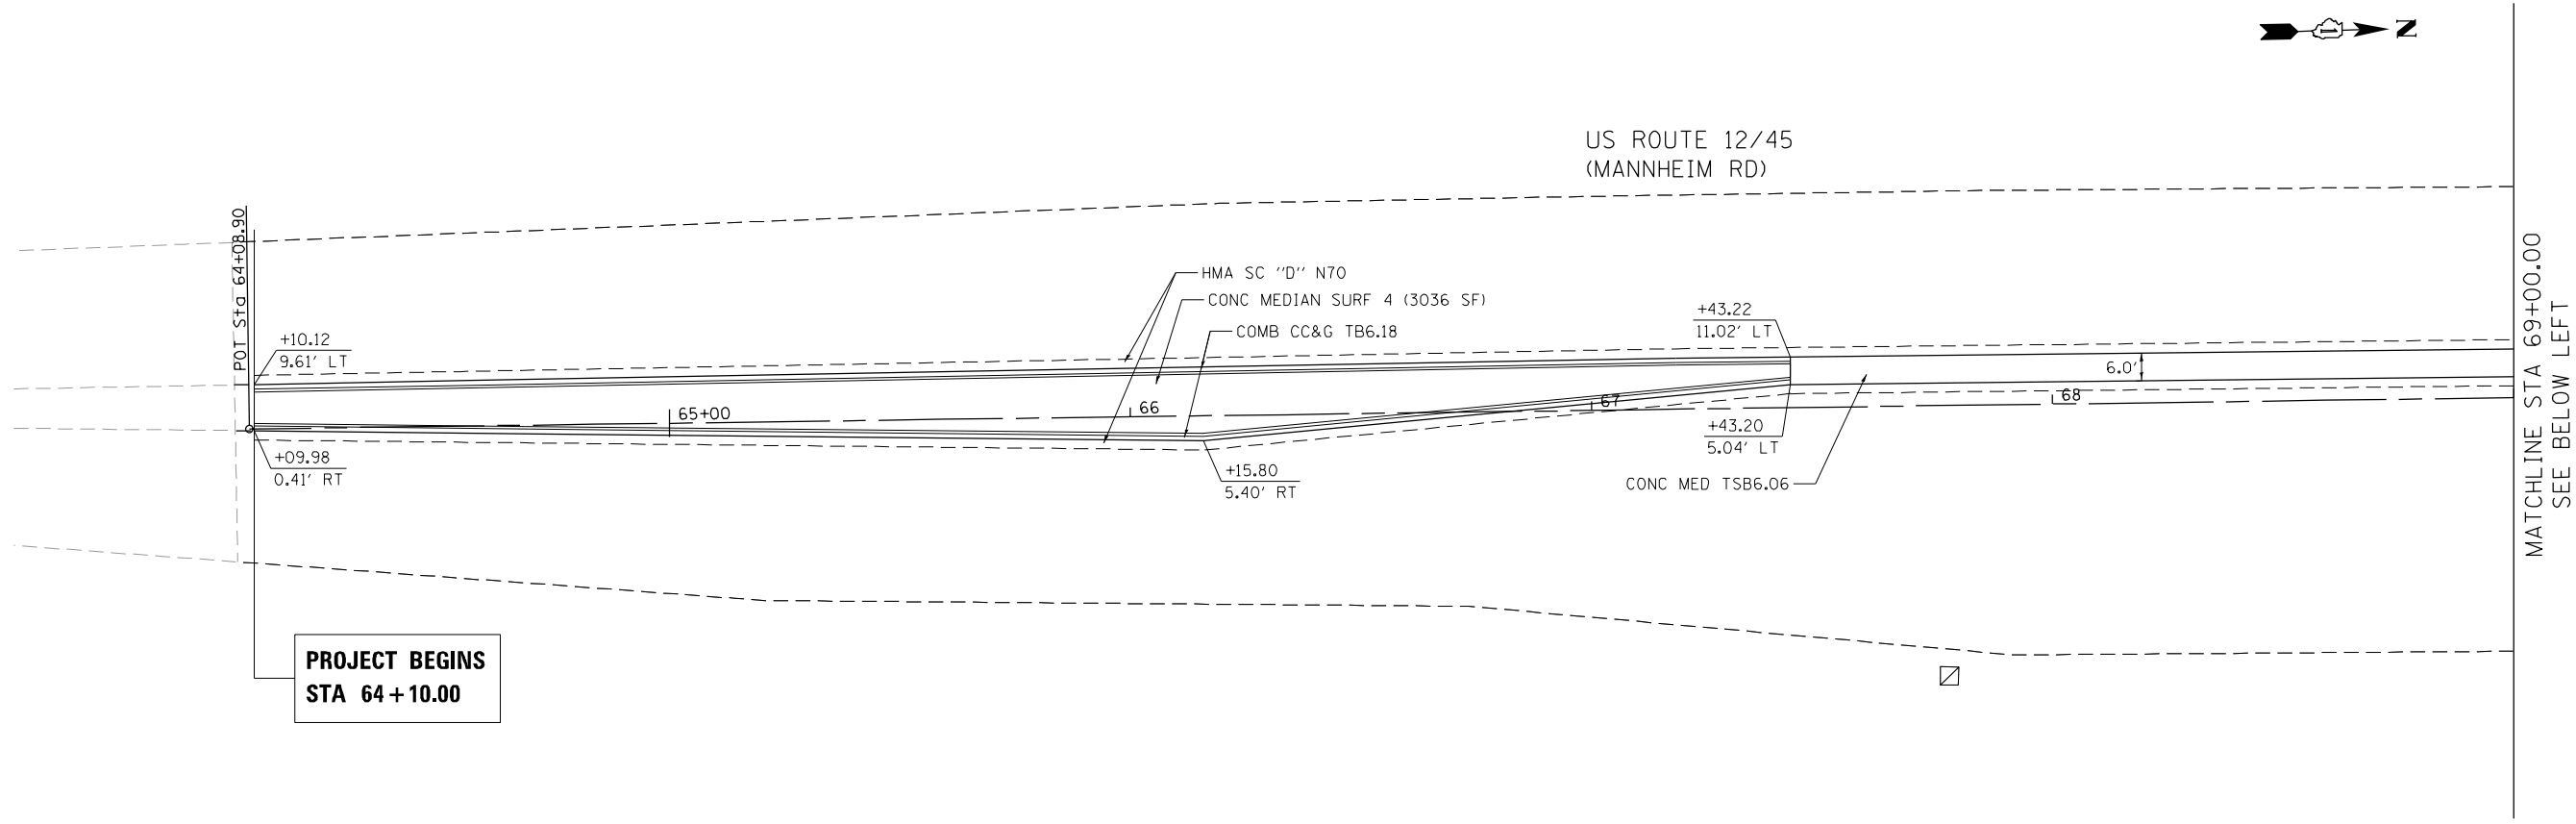 N
US ROUTE 12/45
(MANNHEIM RD)
POT Sta 64+08.90
HMA SC "D" N70
CONC MEDIAN SURF 4 (3036 SF)
COMB CC&G TB6.18
+10.12
9.61' LT
+43.22
11.02' LT
6.0'
65+00
66
67
68
+09.98
0.41' RT
+15.80
5.40' RT
+43.20
5.04' LT
CONC MED TSB6.06
MATCHLINE STA 69+00.00
SEE BELOW LEFT
PROJECT BEGINS
STA 64+10.00